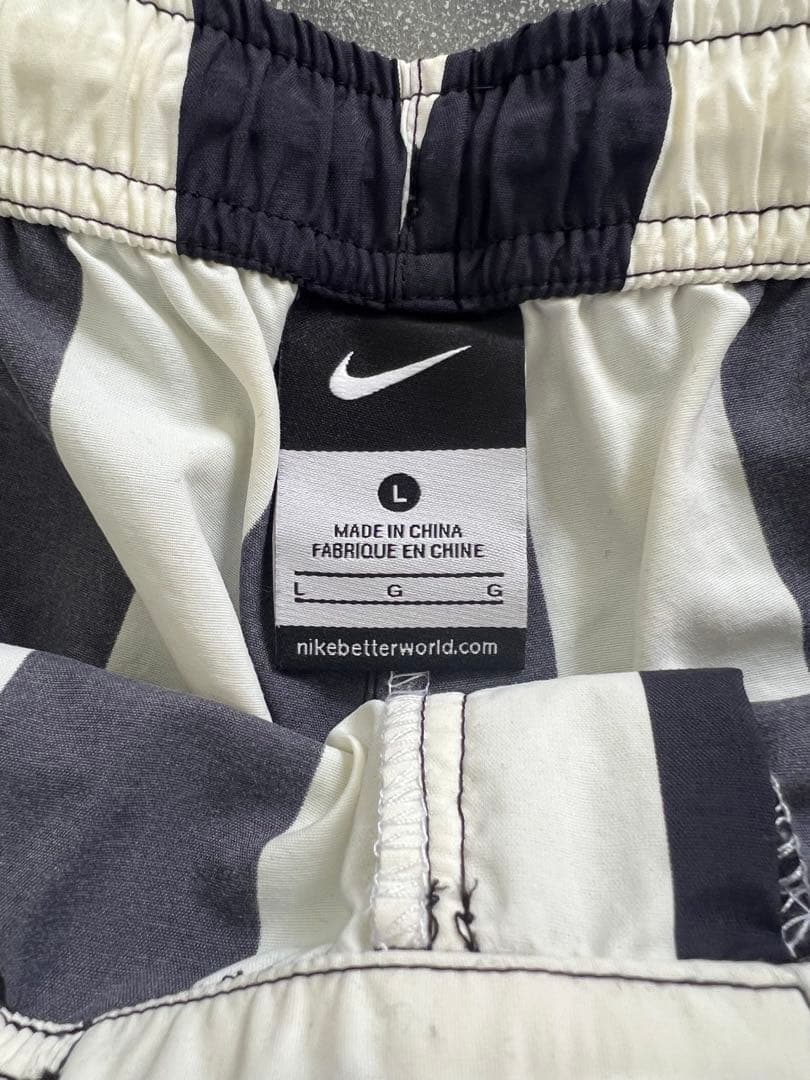 L
MADE IN CHINA
FABRIQUE EN CHINE
L G G
nikebetterworld.com